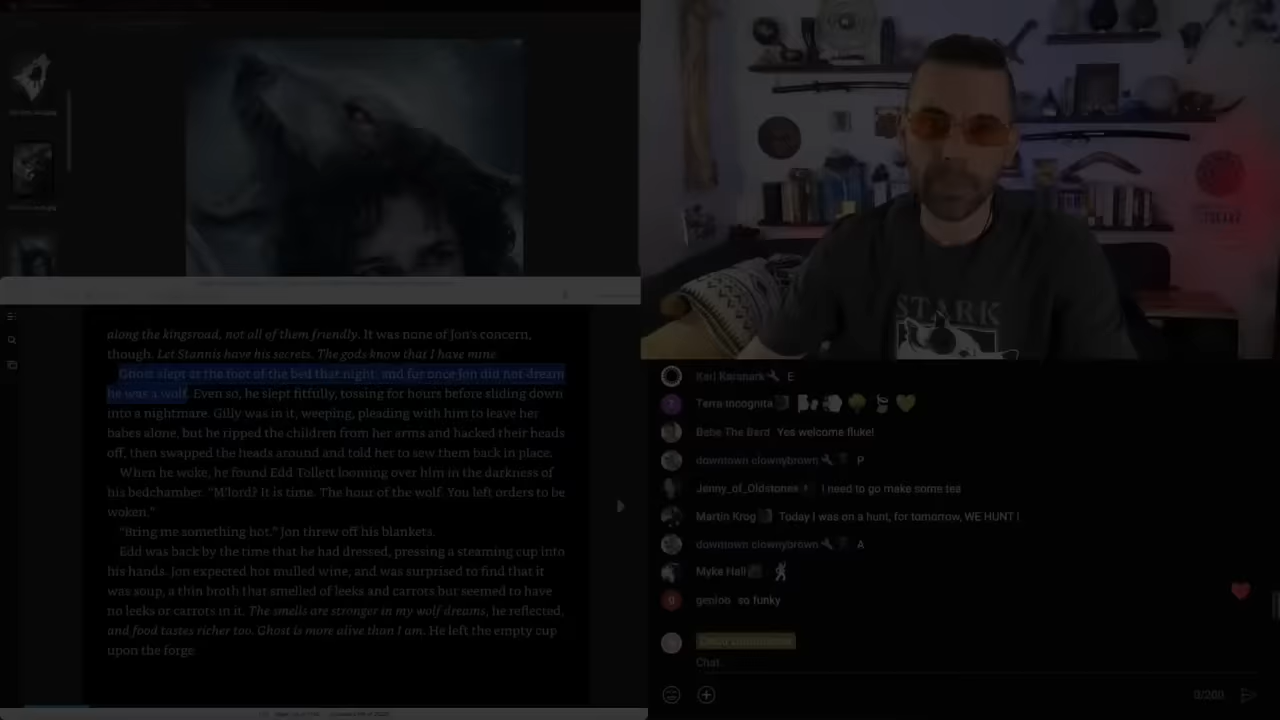 along the kingsroad, not all of them friendly. It was none of Jon's concern,
though. Let Stannis have his secrets. The gods know that I have mine
Ghost slept at the foot of the bed that night, and for once Jon did not dream
he was a wolf. Even so, he slept fitfully, tossing for hours before sliding down
into a nightmare. Gilly was in it, weeping, pleading with him to leave her
babes alone, but he ripped the children from her arms and hacked their heads
off, then swapped the heads around and told her to sew them back in place.
When he woke, he found Edd Tollett looming over him in the darkness of
his bedchamber. "M'lord? It is time. The hour of the wolf. You left orders to be
woken."
"Bring me something hot." Jon threw off his blankets.
Edd was back by the time that he had dressed, pressing a steaming cup into
his hands. Jon expected hot mulled wine, and was surprised to find that it
was soup, a thin broth that smelled of leeks and carrots but seemed to have
no leeks or carrots in it. The smells are stronger in my wolf dreams, he reflected,
and food tastes richer too. Ghost is more alive than I am. He left the empty cup
upon the forge
STARK
Karl Karsnark E
Terra Incognita
Bebe The Berd Yes welcome fluke!
downtown clownybrown P
Jenny_of_Oldstones I need to go make some tea
Martin Krog Today I was on a hunt, for tomorrow, WE HUNT!
downtown clownybrown A
Myke Hall
genloo so funky
Chat
0/200